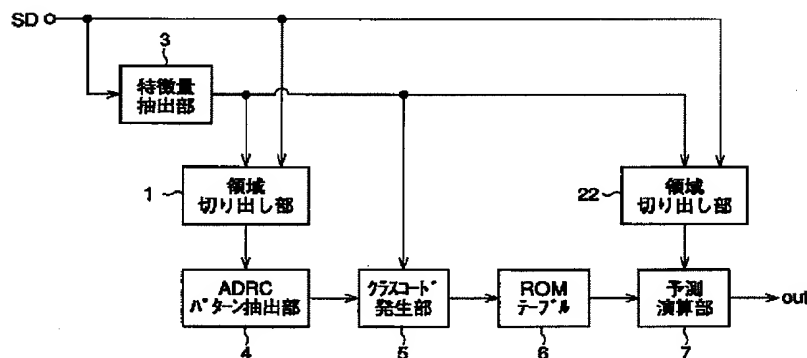 SD
3
特徴量
抽出部
1
領域
切り出し部
22
領域
切り出し部
ADRC
パターン抽出部
4
クラスコード
発生部
5
ROM
テーブル
6
予測
演算部
7
out